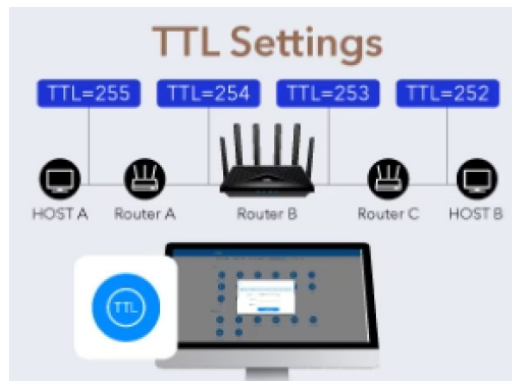 TTL Settings
TTL=255 TTL=254 TTL=253 TTL=252
HOST A Router A Router B Router C HOST B
TTL